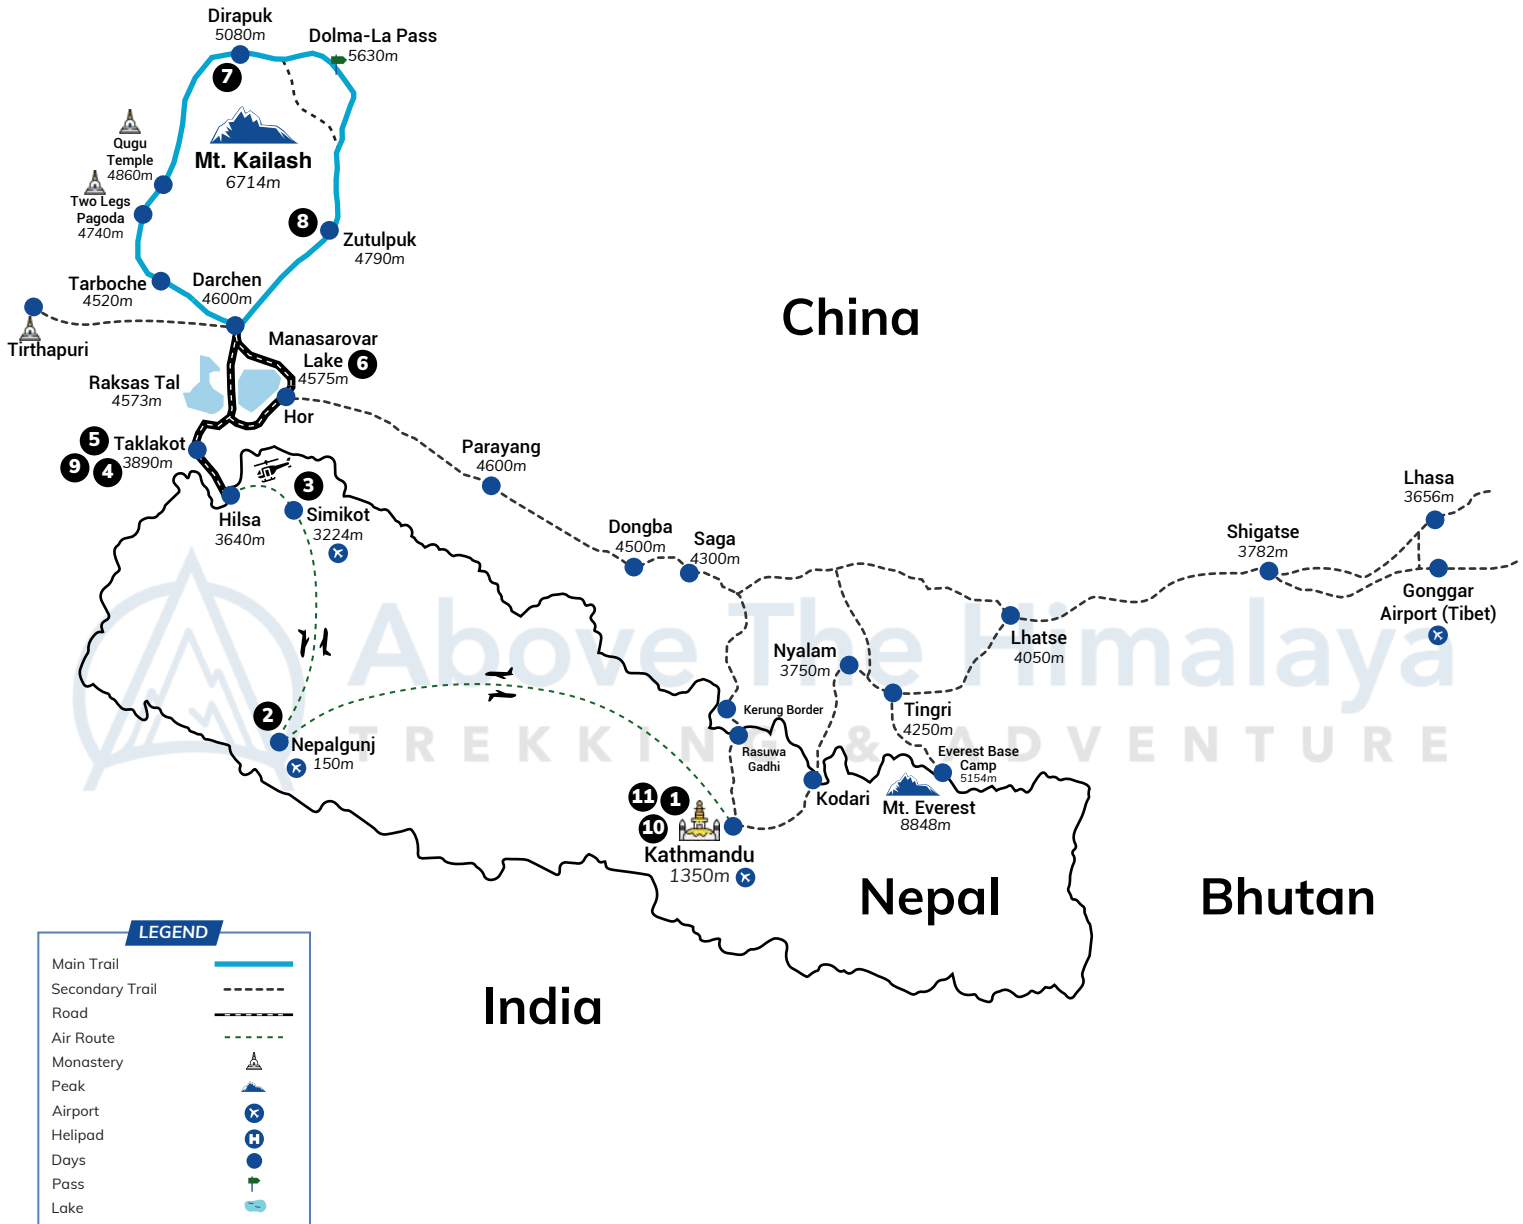 Dirapuk
5080m
Dolma-La Pass
5630m
7
Qugu
Temple
4860m
Mt. Kailash
6714m
Two Legs
Pagoda
4740m
8
Zutulpuk
4790m
Tarboche
4520m
Darchen
4600m
China
Tirthapuri
Manasarovar
Lake 6
4575m
Raksas Tal
4573m
Hor
5
Taklakot
3890m
9
4
Parayang
4600m
3
Hilsa
3640m
Simikot
3224m
Dongba
4500m
Saga
4300m
Lhasa
3656m
Shigatse
3782m
Gonggar
Airport (Tibet)
Above The Himalaya
TREKKING & ADVENTURE
Lhatse
4050m
Nyalam
3750m
Tingri
4250m
2
Nepalgunj
150m
Kerung Border
Rasuwa
Gadhi
Everest Base
Camp
5154m
Kodari
Mt. Everest
8848m
11
1
10
Kathmandu
1350m
Nepal
Bhutan
India
LEGEND
Main Trail
Secondary Trail
Road
Air Route
Monastery
Peak
Airport
Helipad
H
Days
Pass
Lake